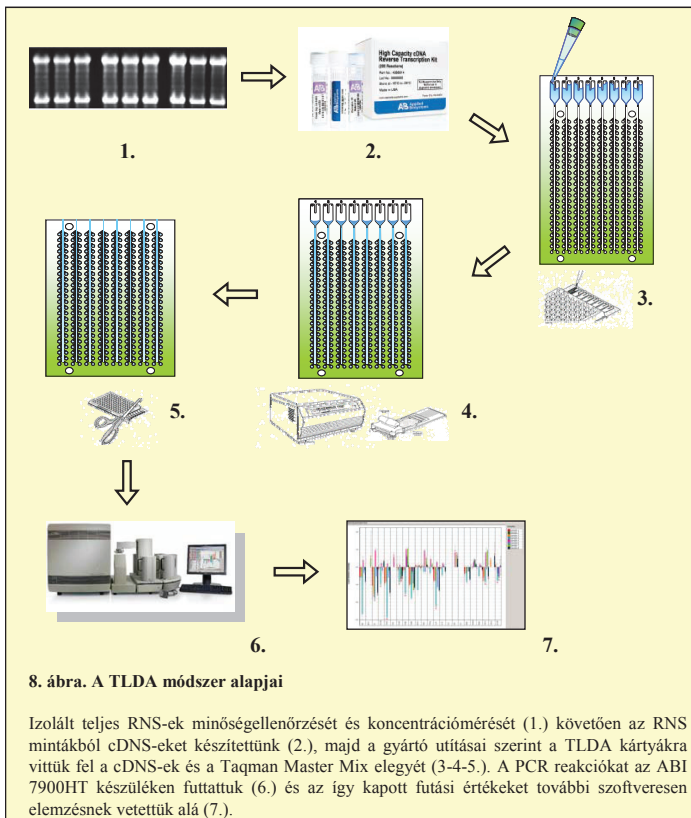 High Capacity cDNA
Reverse Transcription Kit
1.
2.
3.
4.
5.
6.
7.
8. ábra. A TLDA módszer alapjai
Izolált teljes RNS-ek minőségellenőrzését és koncentrációmérését (1.) követően az RNS
mintákból cDNS-eket készítettünk (2.), majd a gyártó utításai szerint a TLDA kártyákra
vittük fel a cDNS-ek és a Taqman Master Mix elegyét (3-4-5.). A PCR reakciókat az ABI
7900HT készüléken futtattuk (6.) és az így kapott futási értékeket további szoftveresen
elemzésnek vetettük alá (7.).